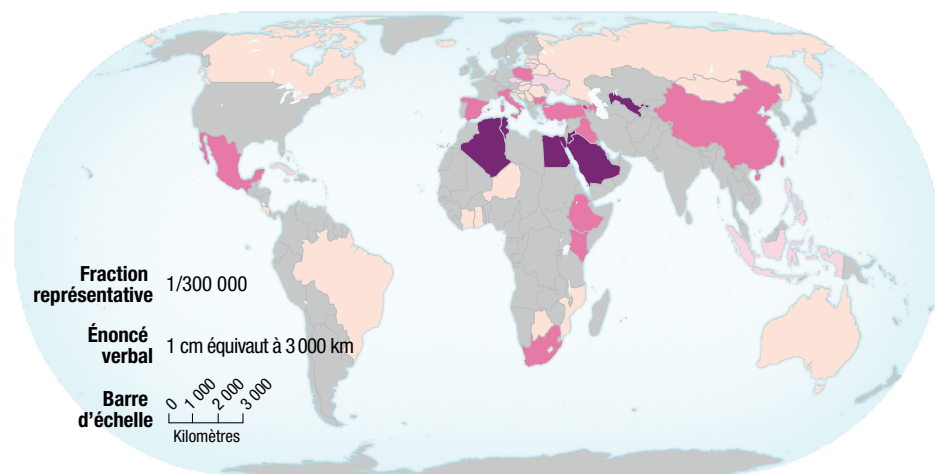 Fraction
représentative 1/300 000
Énoncé
verbal 1 cm équivaut à 3 000 km
Barre
d'échelle
0 1 000 2 000 3 000
Kilomètres